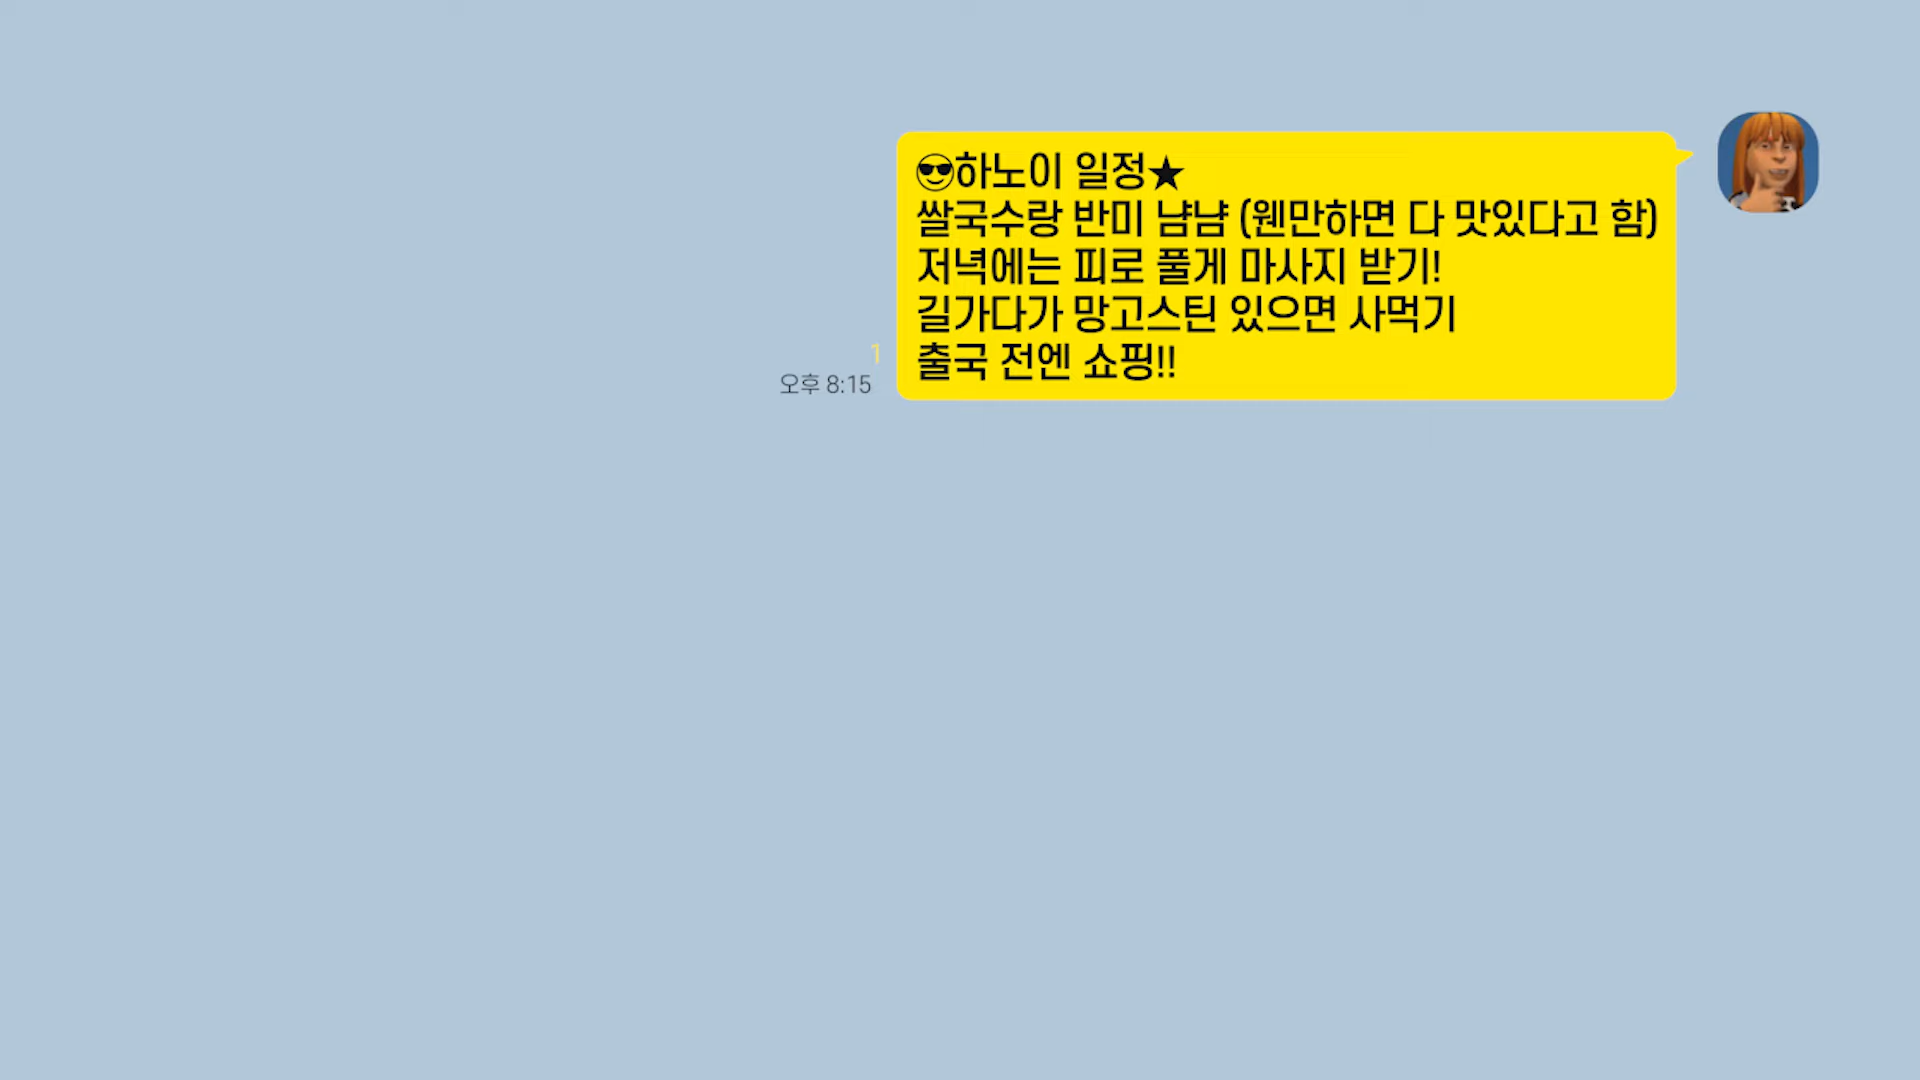 😎하노이 일정★
쌀국수랑 반미 냠냠 (웬만하면 다 맛있다고 함)
저녁에는 피로 풀게 마사지 받기!
길가다가 망고스틴 있으면 사먹기
출국 전엔 쇼핑!!
1
오후 8:15